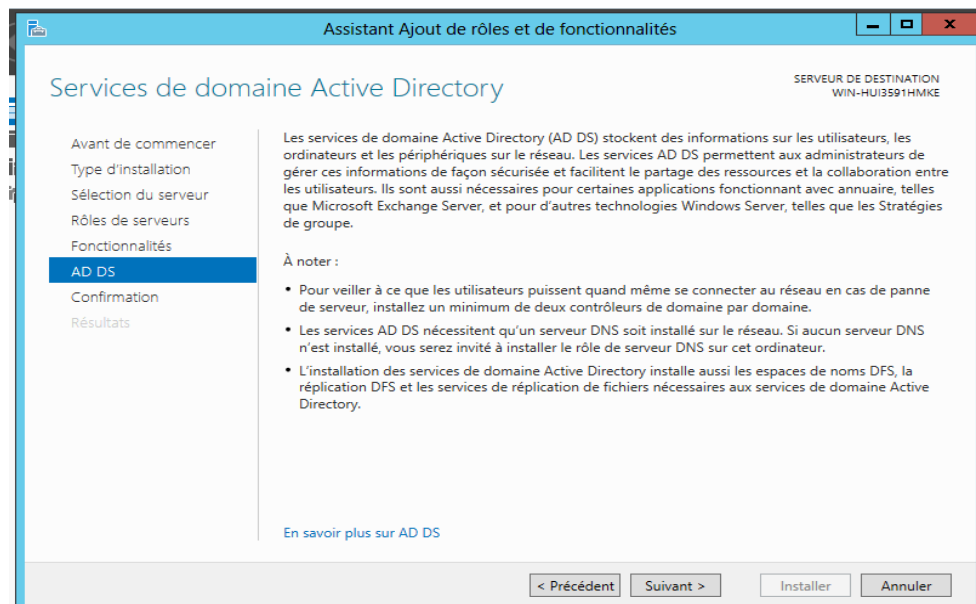 Assistant Ajout de rôles et de fonctionnalités
Services de domaine Active Directory
SERVEUR DE DESTINATION
WIN-HUI3591HMKE
Avant de commencer
Type d'installation
Sélection du serveur
Rôles de serveurs
Fonctionnalités
AD DS
Confirmation
Résultats
Les services de domaine Active Directory (AD DS) stockent des informations sur les utilisateurs, les
ordinateurs et les périphériques sur le réseau. Les services AD DS permettent aux administrateurs de
gérer ces informations de façon sécurisée et facilitent le partage des ressources et la collaboration entre
les utilisateurs. Ils sont aussi nécessaires pour certaines applications fonctionnant avec annuaire, telles
que Microsoft Exchange Server, et pour d'autres technologies Windows Server, telles que les Stratégies
de groupe.
À noter :
• Pour veiller à ce que les utilisateurs puissent quand même se connecter au réseau en cas de panne
de serveur, installez un minimum de deux contrôleurs de domaine par domaine.
• Les services AD DS nécessitent qu'un serveur DNS soit installé sur le réseau. Si aucun serveur DNS
n'est installé, vous serez invité à installer le rôle de serveur DNS sur cet ordinateur.
• L'installation des services de domaine Active Directory installe aussi les espaces de noms DFS, la
réplication DFS et les services de réplication de fichiers nécessaires aux services de domaine Active
Directory.
En savoir plus sur AD DS
< Précédent
Suivant >
Installer
Annuler